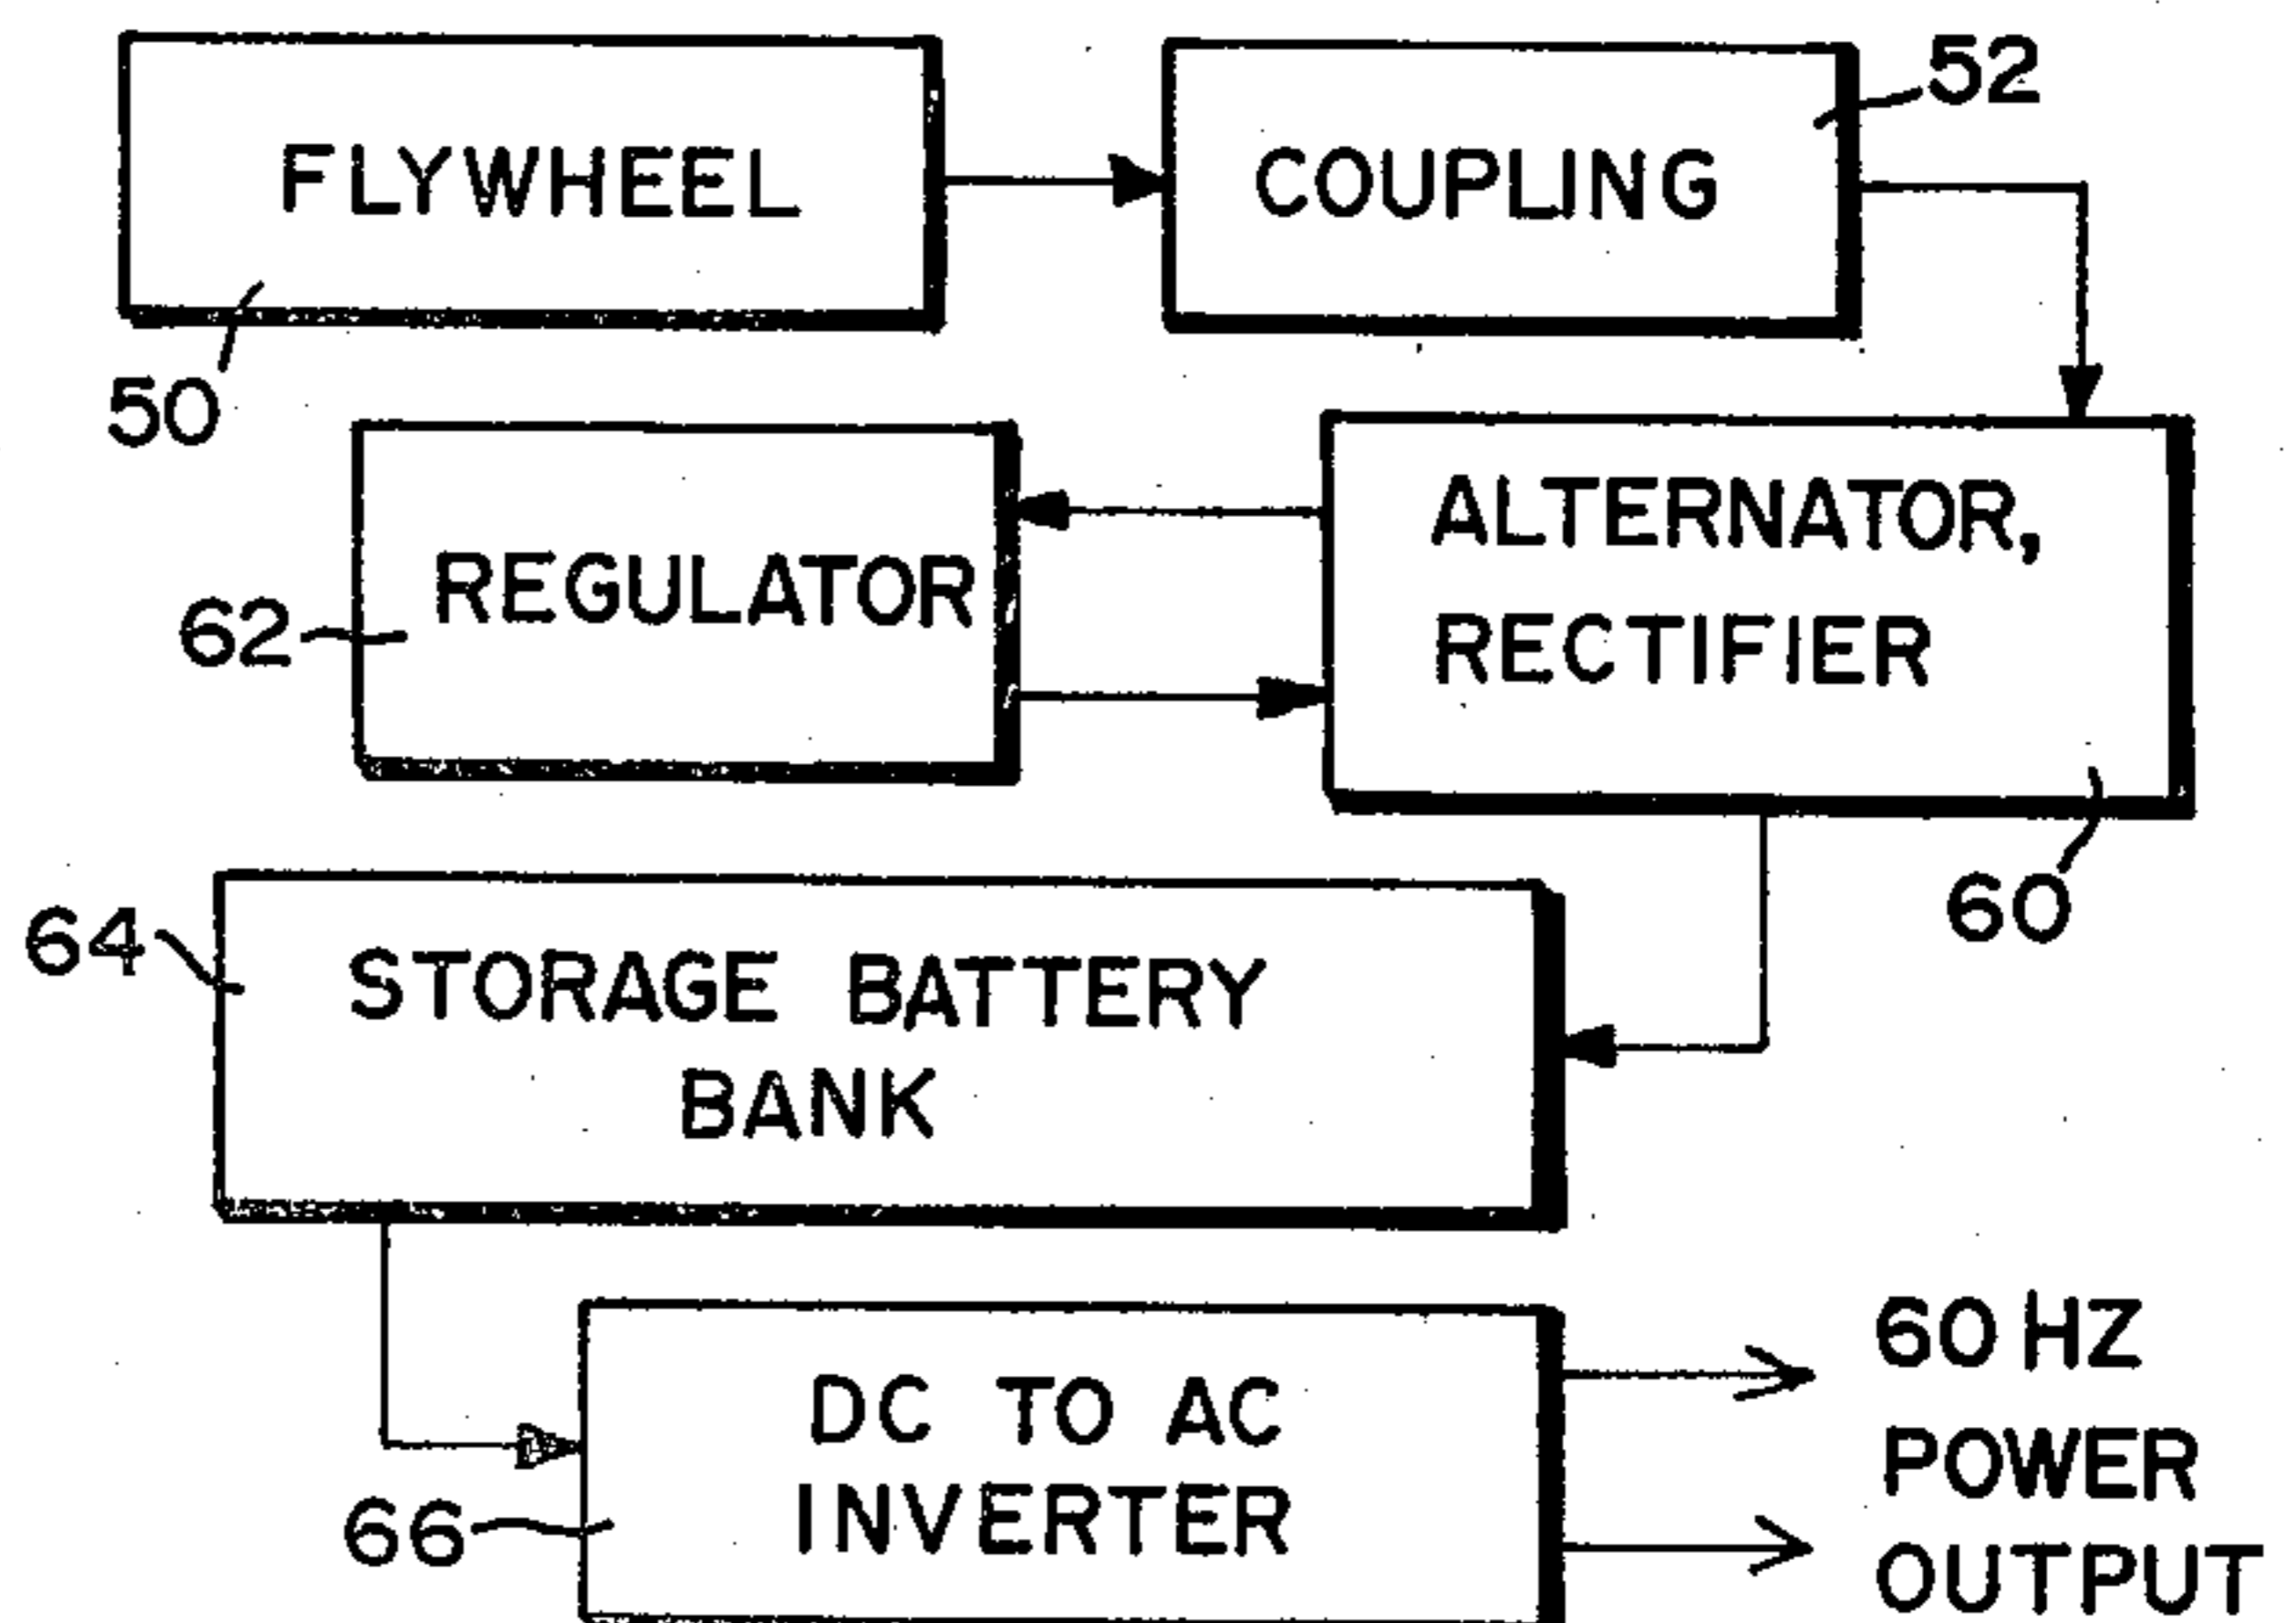 FLYWHEEL
50
COUPLING
52
REGULATOR
62
ALTERNATOR,
RECTIFIER
60
64
STORAGE BATTERY
BANK
DC TO AC
INVERTER
66
60 HZ
POWER
OUTPUT